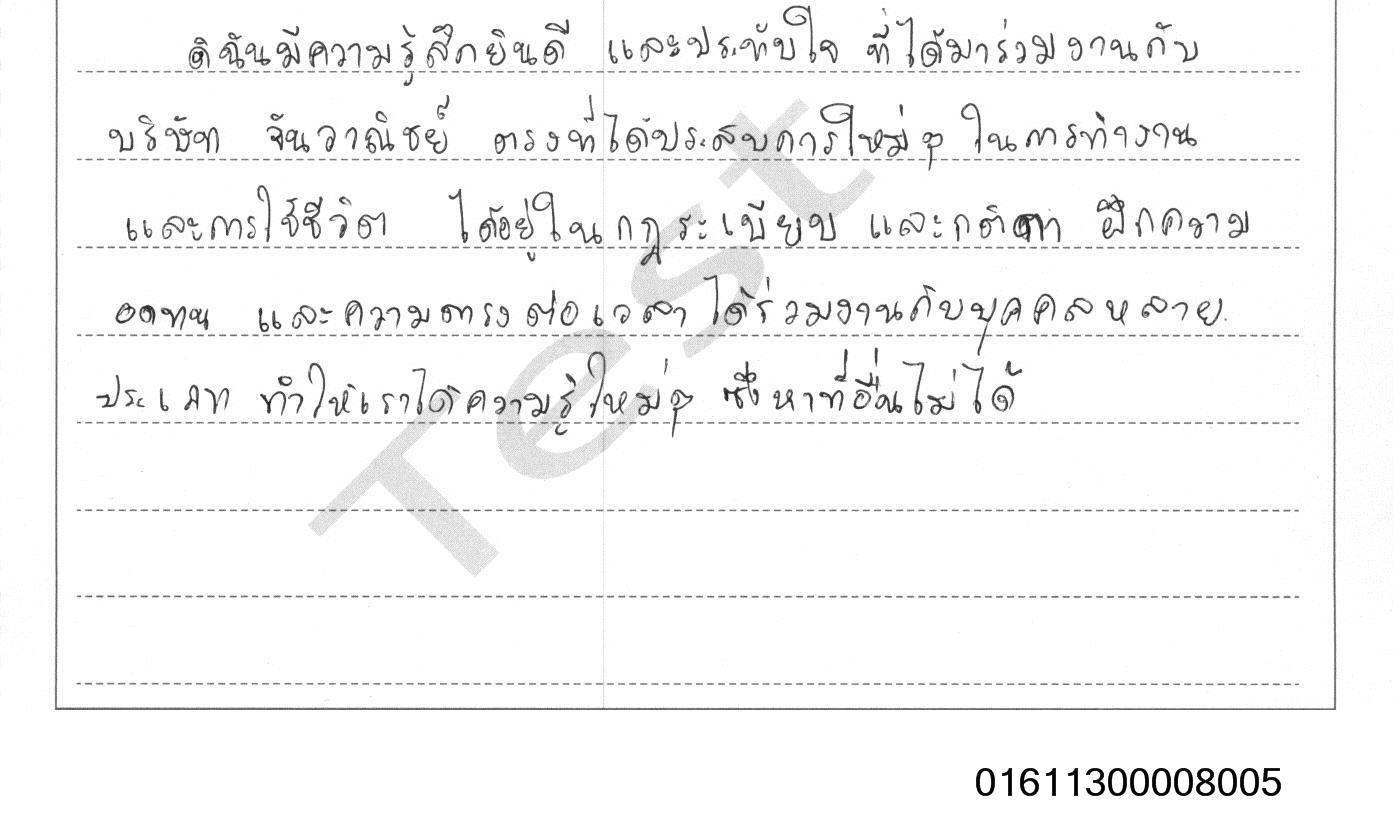 ดิฉันมีความรู้สึกยินดี และประทับใจ ที่ได้มาร่วมงานกับ
บริษัท จันวาณิชย์ ตรงที่ได้ประสบการใหม่ๆ ในการทำงาน
และการใช้ชีวิต ได้อยู่ในกฎระเบียบ และกติกา ฝึกความ
อดทน และความตรงต่อเวลา ได้ร่วมงานกับบุคคลหลาย
ประเภท ทำให้เราได้ความรู้ใหม่ๆ ซึ่งหาที่อื่นไม่ได้
Test
01611300008005